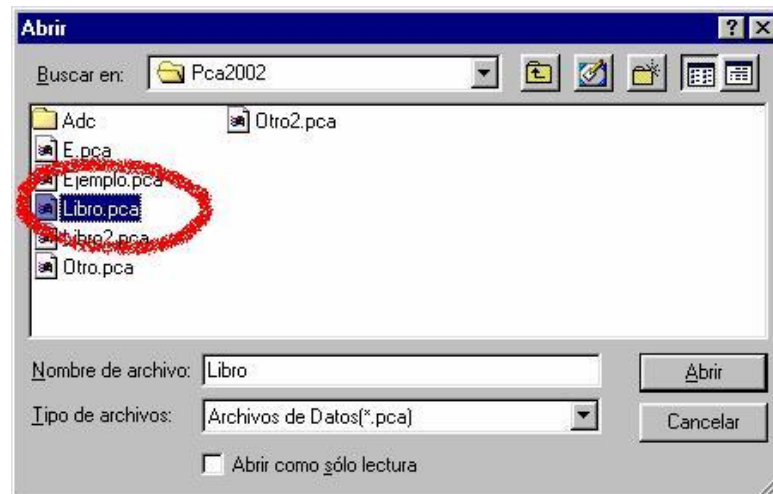 Abrir
Buscar en: Pca2002
Adc
E.pca
Ejemplo.pca
Libro.pca
Libro2.pca
Otro.pca
Otro2.pca
Nombre de archivo: Libro
Abrir
Tipo de archivos: Archivos de Datos(*.pca)
Cancelar
Abrir como sólo lectura